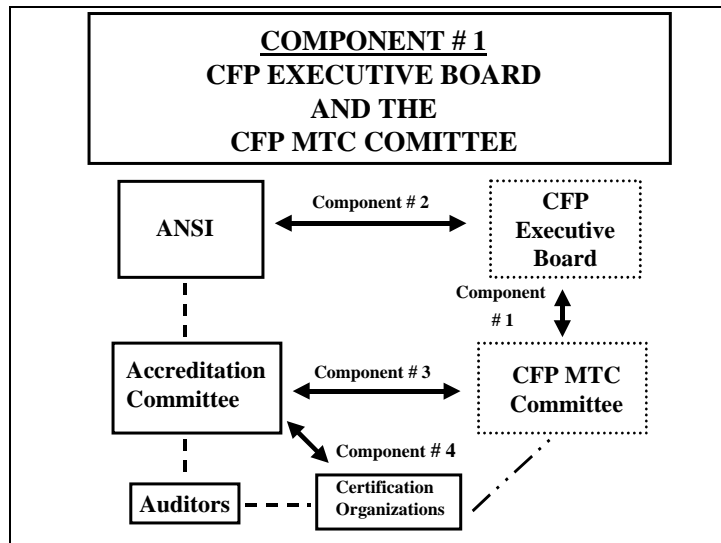 COMPONENT # 1
CFP EXECUTIVE BOARD
AND THE
CFP MTC COMITTEE
ANSI
Component # 2
CFP
Executive
Board
Component
# 1
Accreditation
Committee
Component # 3
CFP MTC
Committee
Component # 4
Auditors
Certification
Organizations